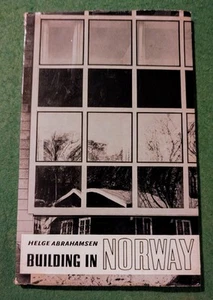 HELGE ABRAHAMSEN
BUILDING IN NORWAY